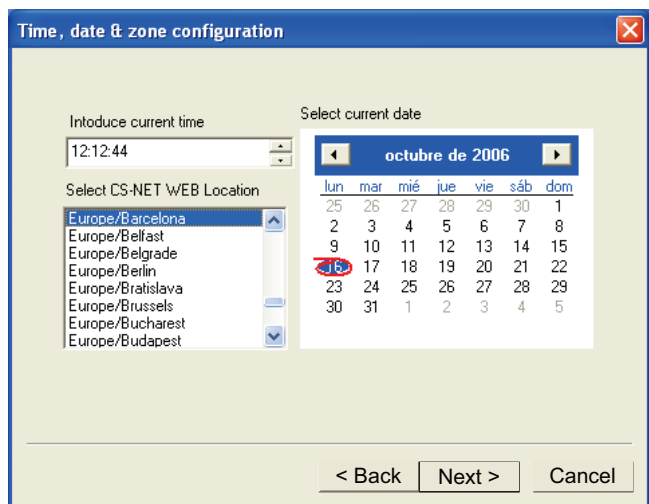 Time, date & zone configuration
Intoduce current time
12:12:44
Select CS-NET WEB Location
Europe/Barcelona
Europe/Belfast
Europe/Belgrade
Europe/Berlin
Europe/Bratislava
Europe/Brussels
Europe/Bucharest
Europe/Budapest
Select current date
octubre de 2006
lun mar mié jue vie sáb dom
25 26 27 28 29 30 1
2 3 4 5 6 7 8
9 10 11 12 13 14 15
16 17 18 19 20 21 22
23 24 25 26 27 28 29
30 31 1 2 3 4 5
< Back
Next >
Cancel